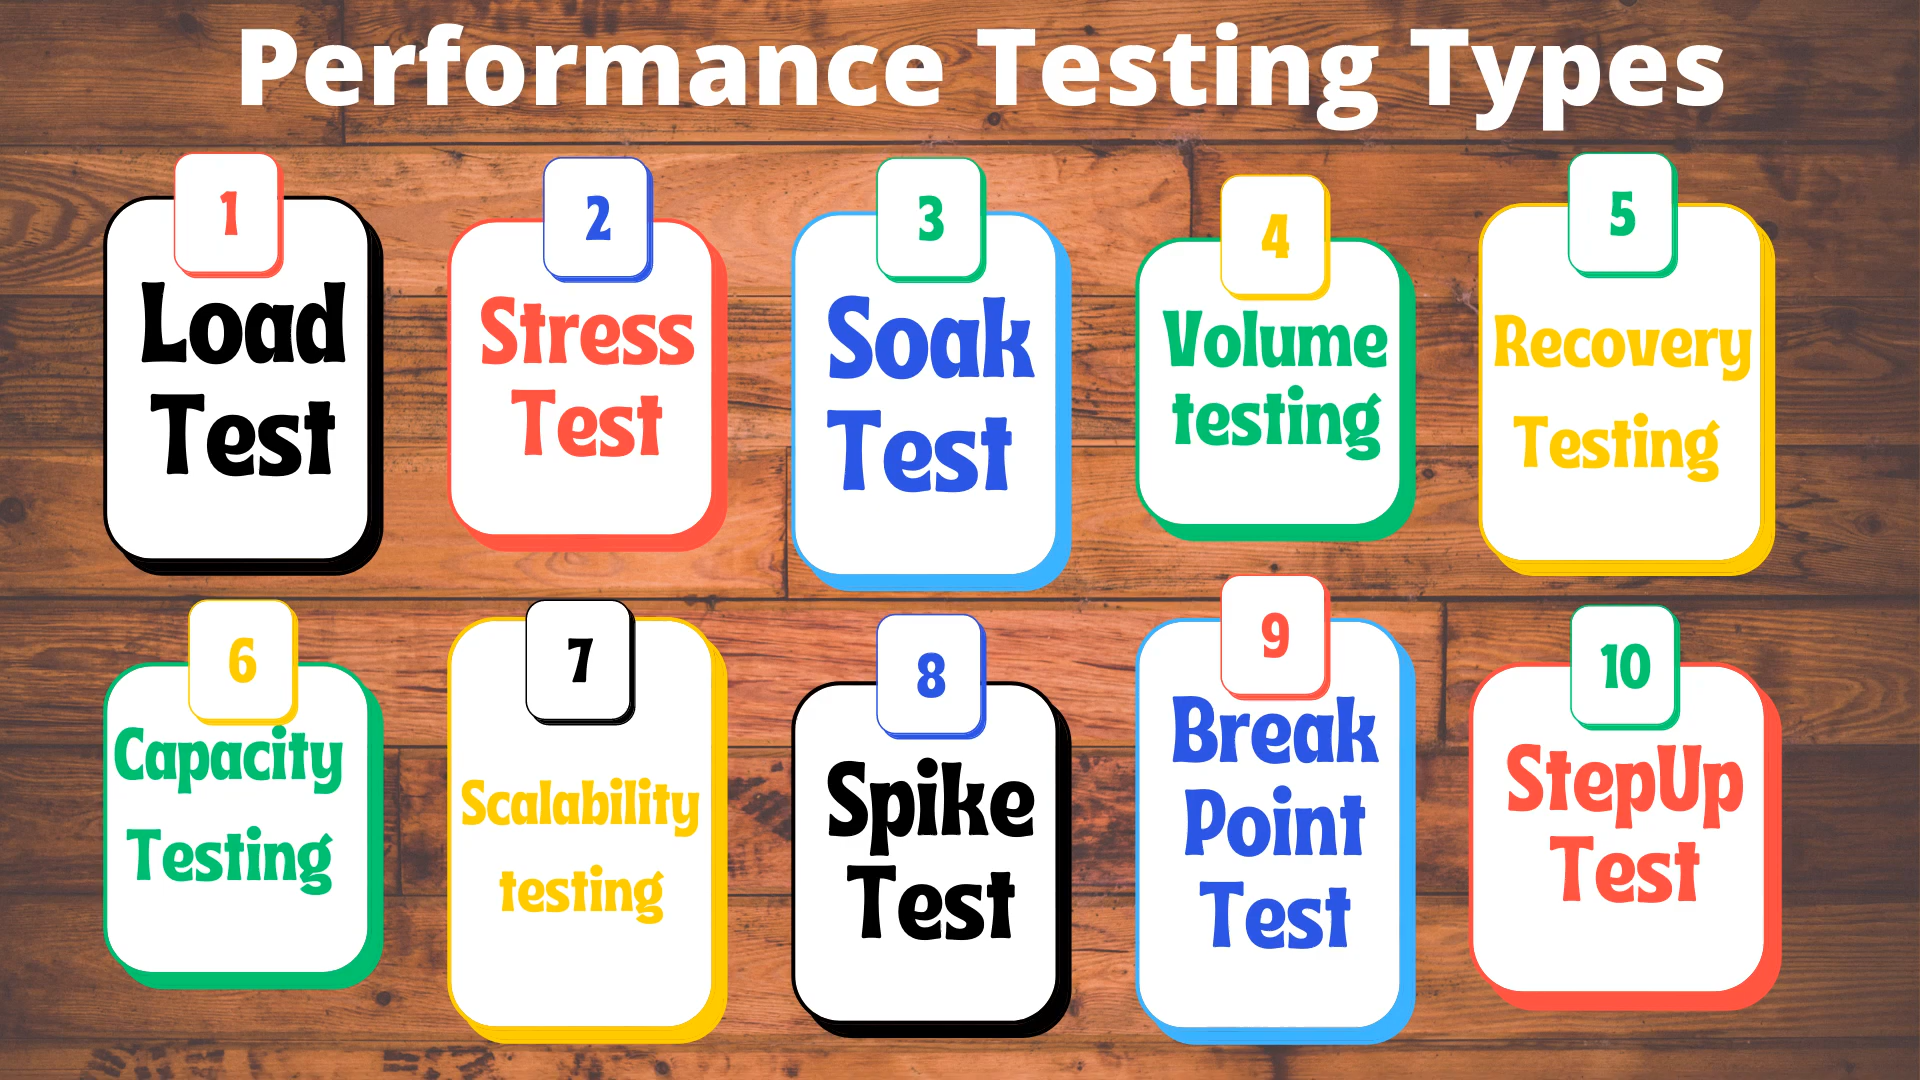 Performance Testing Types
1
Load
Test
2
Stress
Test
3
Soak
Test
4
Volume
testing
5
Recovery
Testing
6
Capacity
Testing
7
Scalability
testing
8
Spike
Test
9
Break
Point
Test
10
StepUp
Test